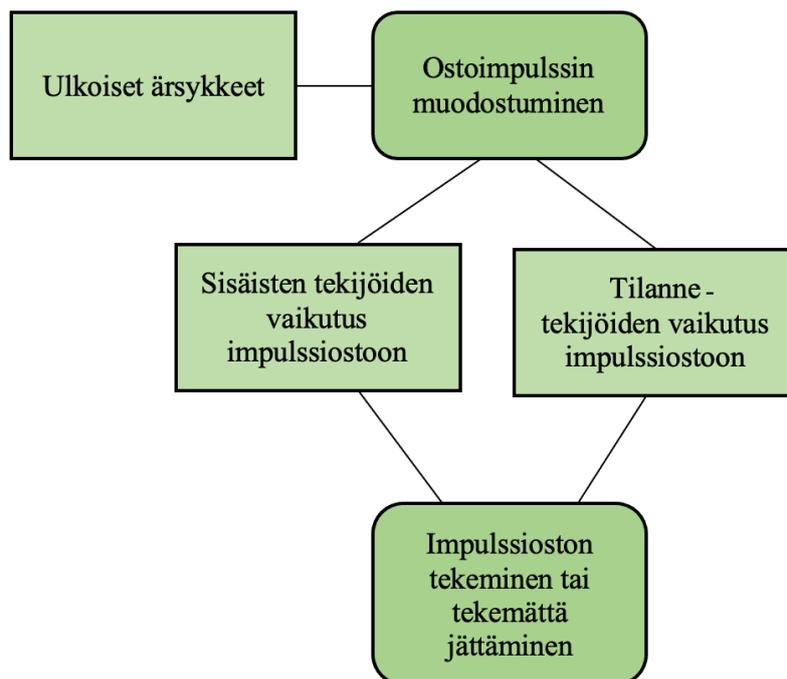 Ulkoiset ärsykkeet
Ostoimpulssin
muodostuminen
Sisäisten tekijöiden
vaikutus
impulssiostoon
Tilanne -
tekijöiden vaikutus
impulssiostoon
Impulssioston
tekeminen tai
tekemättä
jättäminen